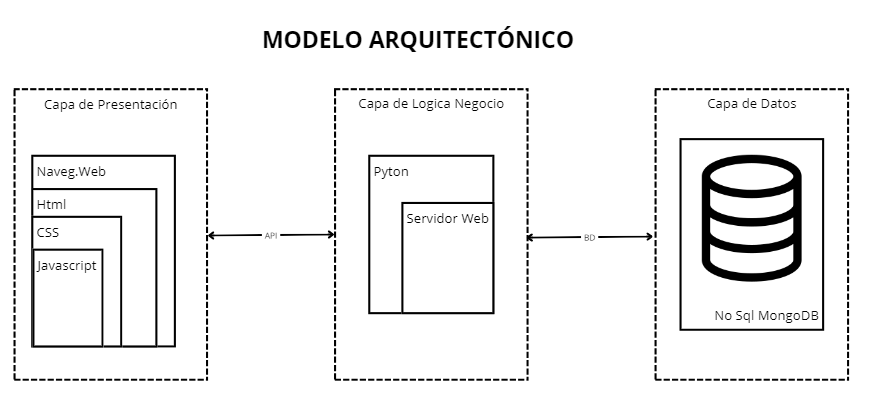 MODELO ARQUITECTÓNICO
Capa de Presentación
Naveg.Web
Html
CSS
Javascript
API
Capa de Logica Negocio
Pyton
Servidor Web
BD
Capa de Datos
No Sql MongoDB